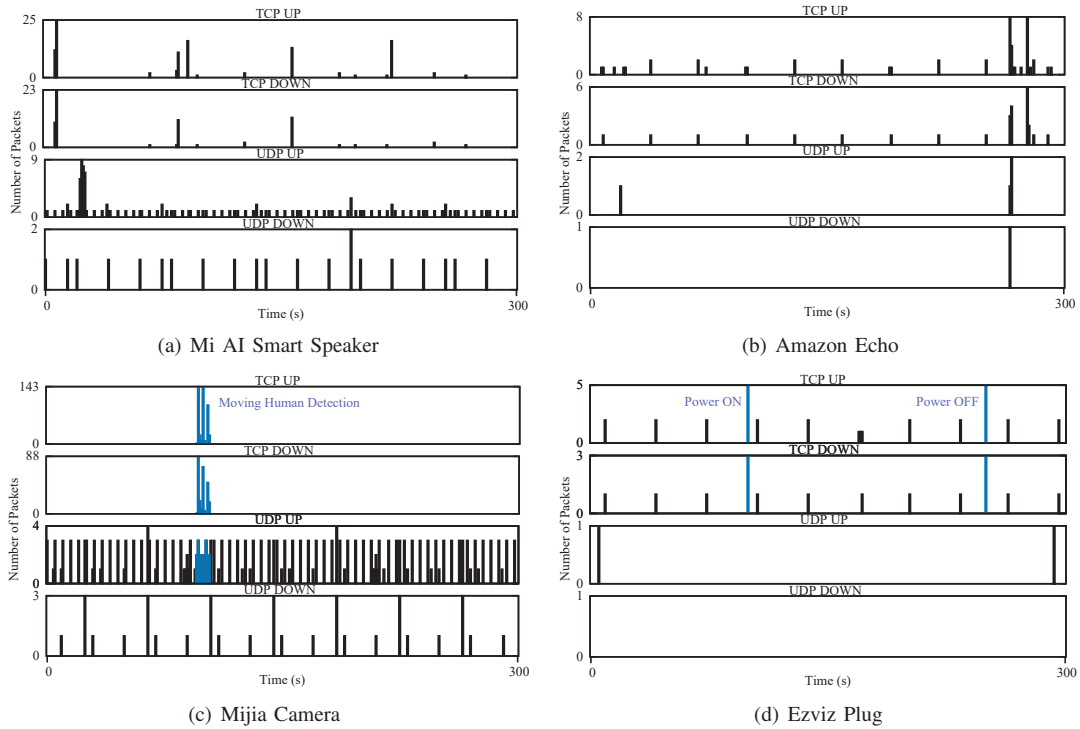 TCP UP
25
0
TCP DOWN
23
0
UDP UP
9
0
UDP DOWN
2
1
0
Number of Packets
0
300
Time (s)
(a) Mi AI Smart Speaker
TCP UP
8
0
TCP DOWN
6
0
UDP UP
2
1
0
UDP DOWN
1
0
Number of Packets
0
300
Time (s)
(b) Amazon Echo
TCP UP
143
Moving Human Detection
0
TCP DOWN
88
0
UDP UP
4
2
0
UDP DOWN
3
0
Number of Packets
0
300
Time (s)
(c) Mijia Camera
TCP UP
5
Power ON
Power OFF
0
TCP DOWN
3
0
UDP UP
1
0
UDP DOWN
1
0
Number of Packets
0
300
Time (s)
(d) Ezviz Plug